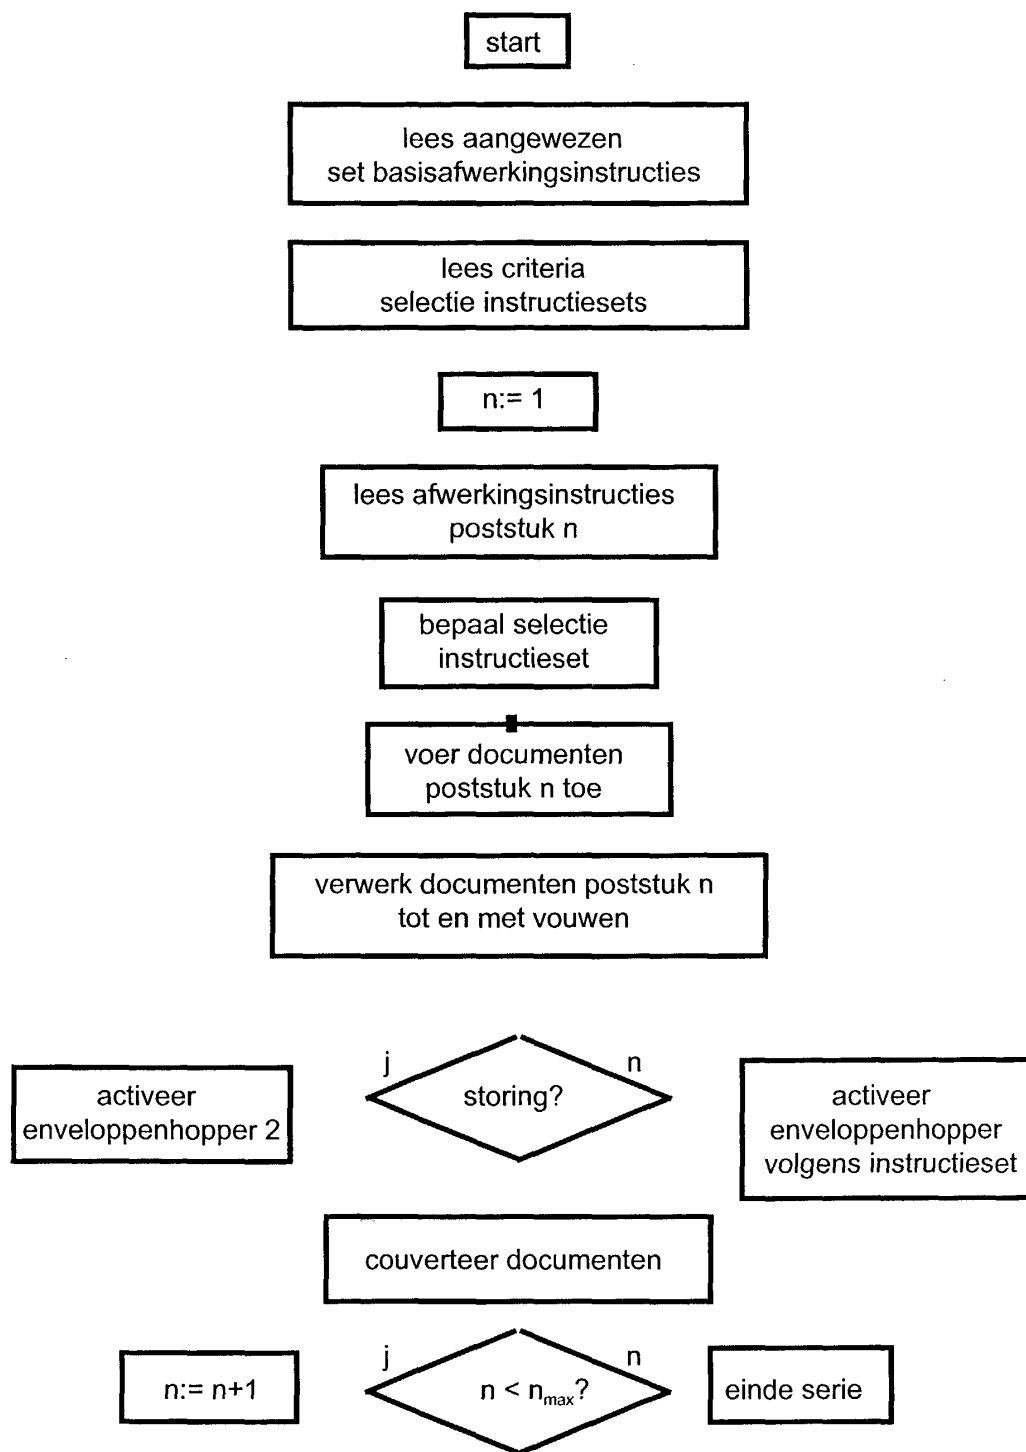 start
lees aangewezen
set basisafwerkingsinstructies
lees criteria
selectie instructiesets
n:= 1
lees afwerkingsinstructies
poststuk n
bepaal selectie
instructieset
voer documenten
poststuk n toe
verwerk documenten poststuk n
tot en met vouwen
j
n
storing?
activeer
enveloppenhopper 2
activeer
enveloppenhopper
volgens instructieset
couverteer documenten
j
n
n:= n+1
n < nmax?
einde serie